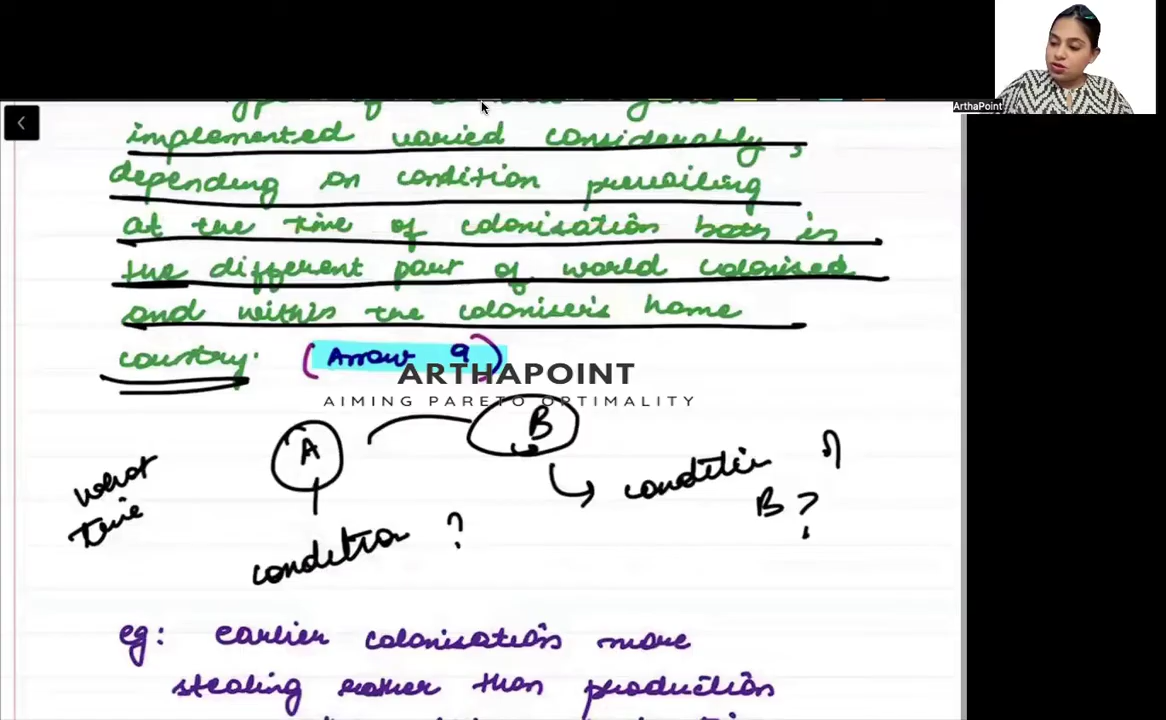 ArthaPoint
implemented varied considerably,
depending on condition prevailing
at the time of colonisation both in
the different part of world colonised
and within the coloniser's home
country. (Arrow 9)
ARTHAPOINT
AIMING PARETO OPTIMALITY
A B
what time
condition ?
condition of B ?
eg: earlier colonisation more
stealing rather than production